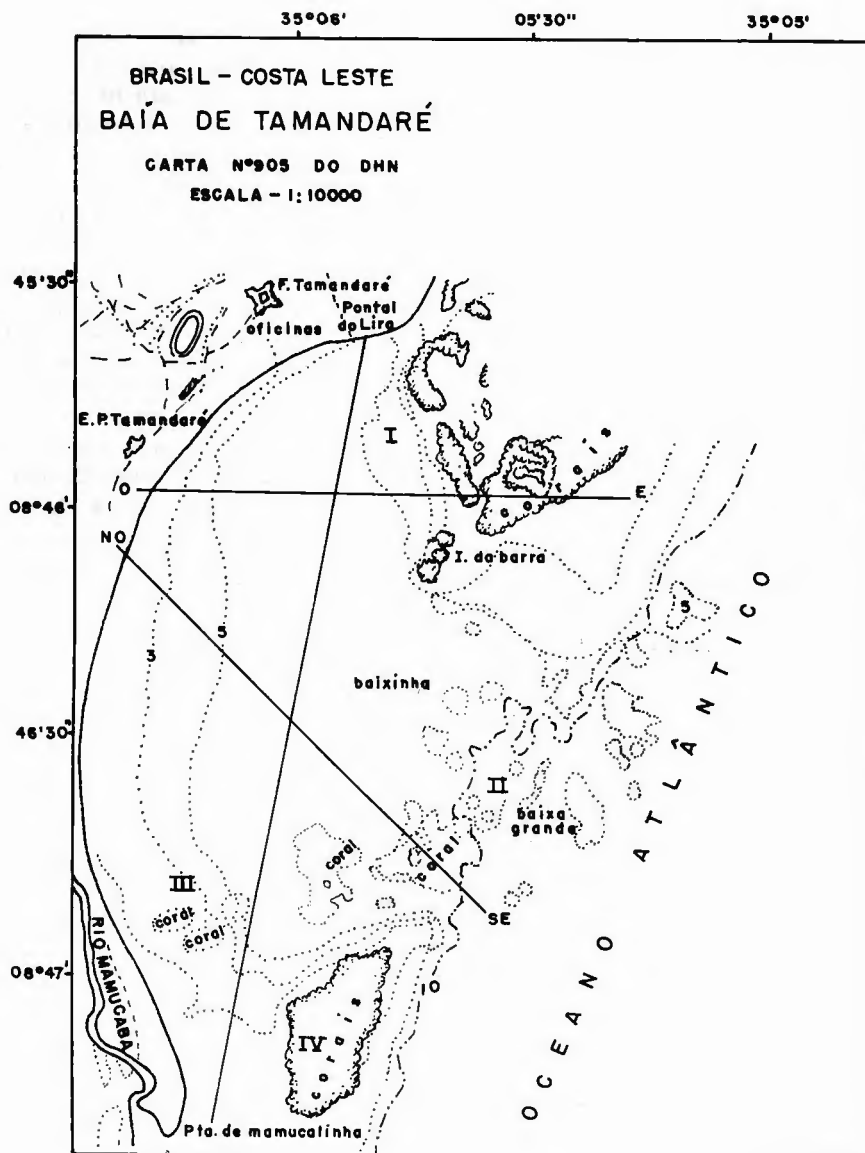 35°06'
05'30"
35°05'
BRASIL - COSTA LESTE
BAÍA DE TAMANDARÉ
CARTA Nº905 DO DHN
ESCALA - 1:10000
45'30"
F. Tamandaré
oficinas
Pontal
do Lira
E.P. Tamandaré
I
corais
O
E
08°46'
NO
I. da barra
5
3
5
baixinha
46'30"
II
baixa
grande
coral
coral
III
coral
coral
SE
RIO MAMUCABA
08°47'
10
IV
corais
OCEANO ATLÂNTICO
Pta. de mamucalinha